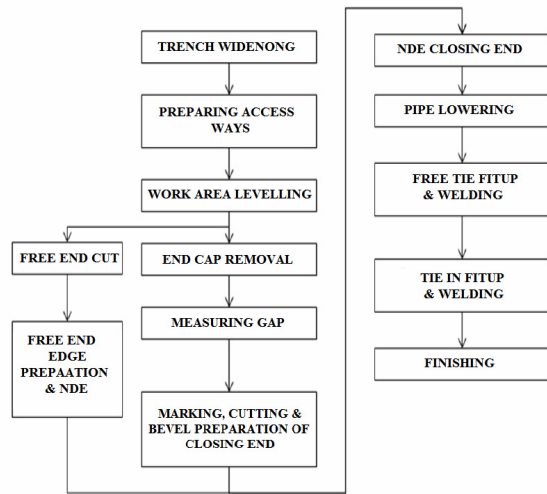 TRENCH WIDENONG
PREPARING ACCESS
WAYS
WORK AREA LEVELLING
FREE END CUT
END CAP REMOVAL
MEASURING GAP
FREE END
EDGE
PREPAATION
& NDE
MARKING, CUTTING &
BEVEL PREPARATION OF
CLOSING END
NDE CLOSING END
PIPE LOWERING
FREE TIE FITUP
& WELDING
TIE IN FITUP
& WELDING
FINISHING